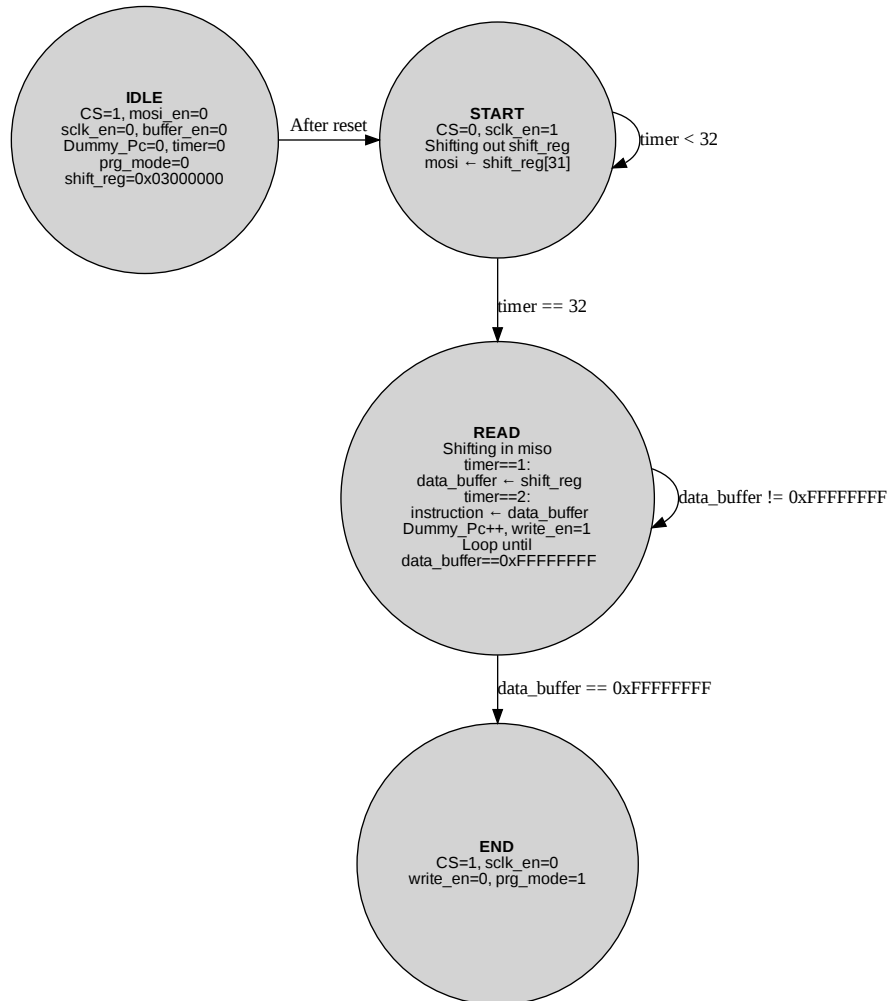 IDLE
CS=1, mosi_en=0
sclk_en=0, buffer_en=0
Dummy_Pc=0, timer=0
prg_mode=0
shift_reg=0x03000000
After reset
START
CS=0, sclk_en=1
Shifting out shift_reg
mosi ← shift_reg[31]
timer < 32
timer == 32
READ
Shifting in miso
timer==1:
data_buffer ← shift_reg
timer==2:
instruction ← data_buffer
Dummy_Pc++, write_en=1
Loop until
data_buffer==0xFFFFFFFF
data_buffer != 0xFFFFFFFF
data_buffer == 0xFFFFFFFF
END
CS=1, sclk_en=0
write_en=0, prg_mode=1